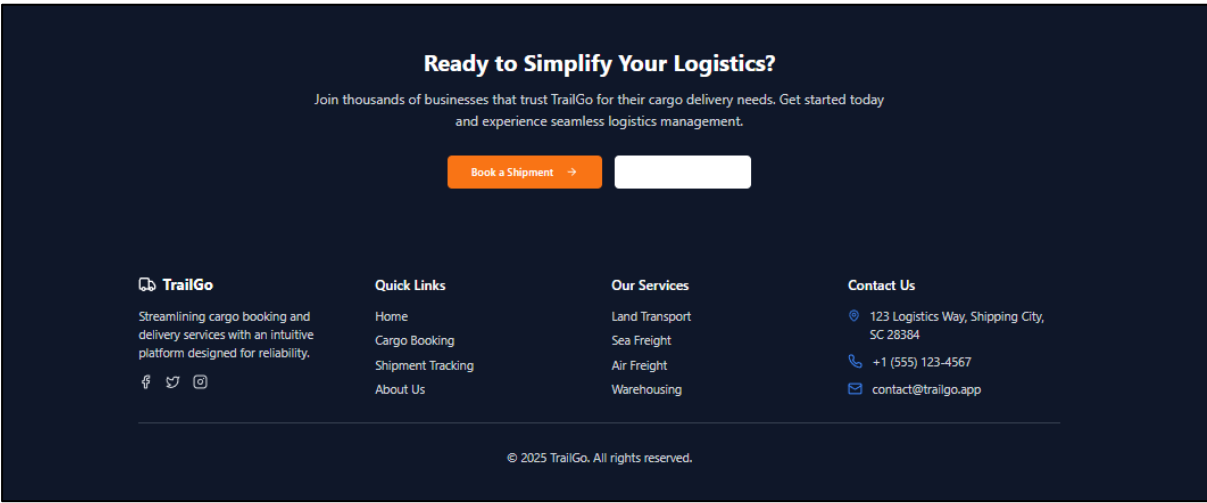 Ready to Simplify Your Logistics?
Join thousands of businesses that trust TrailGo for their cargo delivery needs. Get started today
and experience seamless logistics management.
Book a Shipment →
TrailGo
Streamlining cargo booking and
delivery services with an intuitive
platform designed for reliability.
Quick Links
Home
Cargo Booking
Shipment Tracking
About Us
Our Services
Land Transport
Sea Freight
Air Freight
Warehousing
Contact Us
123 Logistics Way, Shipping City,
SC 28384
+1 (555) 123-4567
contact@trailgo.app
© 2025 TrailGo. All rights reserved.